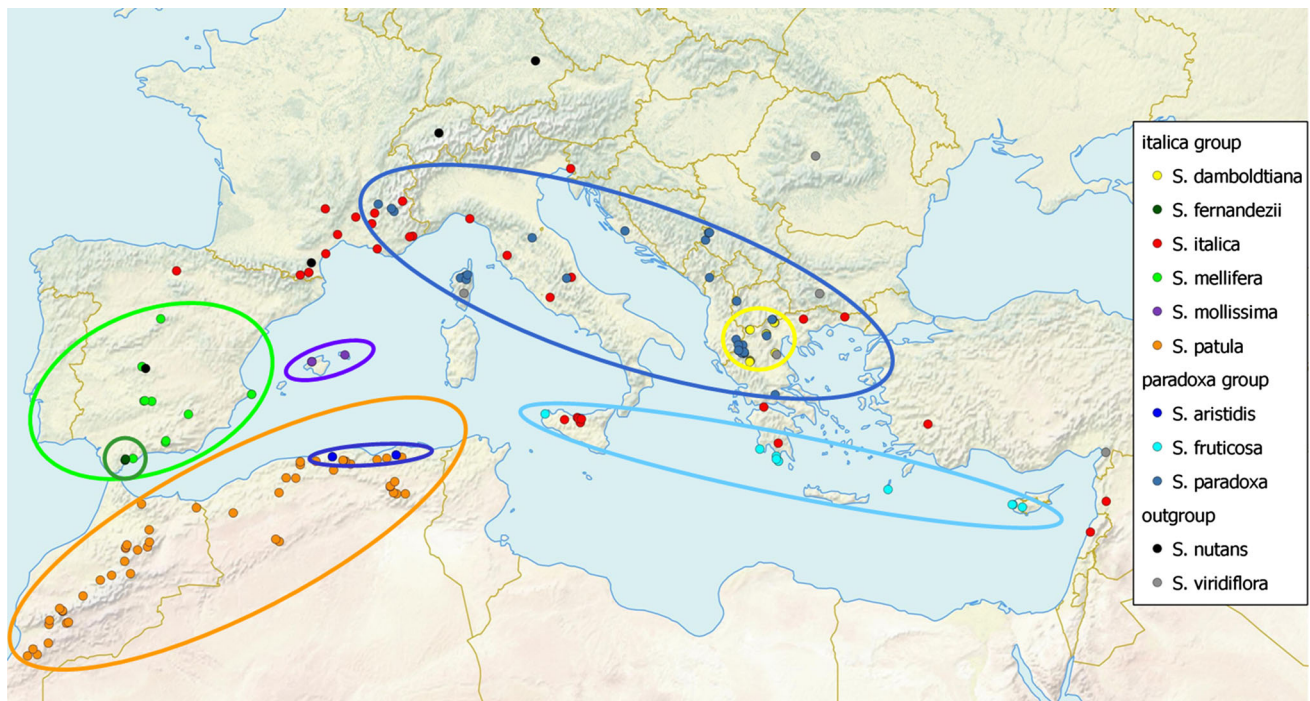 italica group
S. damboldtiana
S. fernandezii
S. italica
S. mellifera
S. mollissima
S. patula
paradoxa group
S. aristidis
S. fruticosa
S. paradoxa
outgroup
S. nutans
S. viridiflora